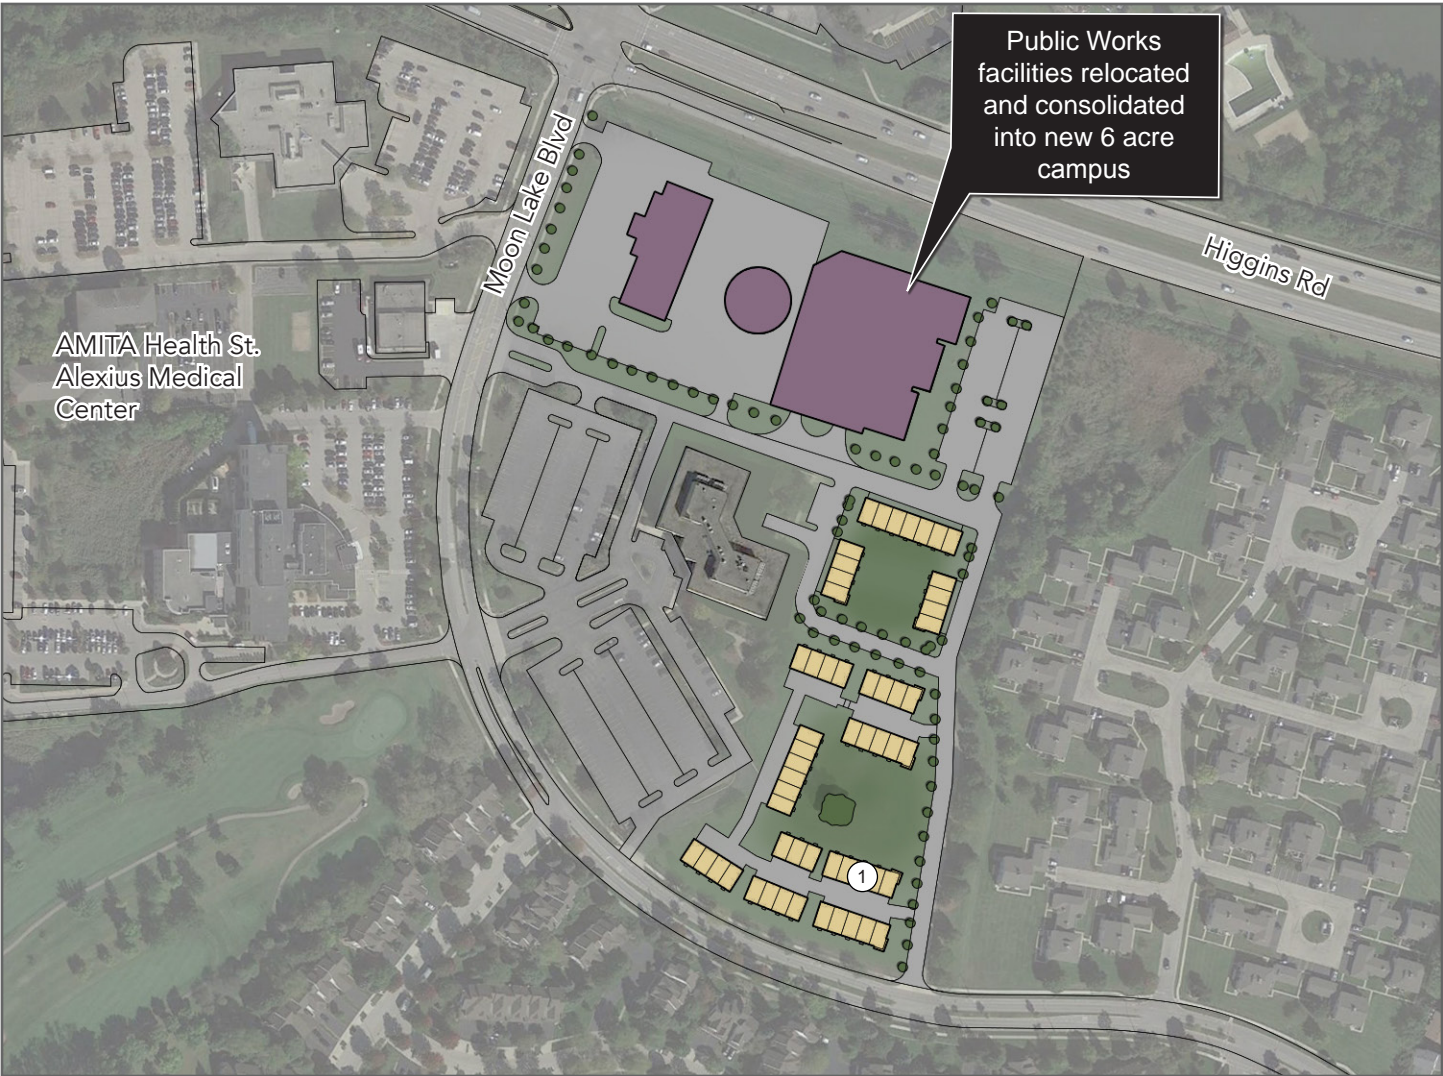 Public Works
facilities relocated
and consolidated
into new 6 acre
campus
Moon Lake Blvd
Higgins Rd
AMITA Health St.
Alexius Medical
Center
1